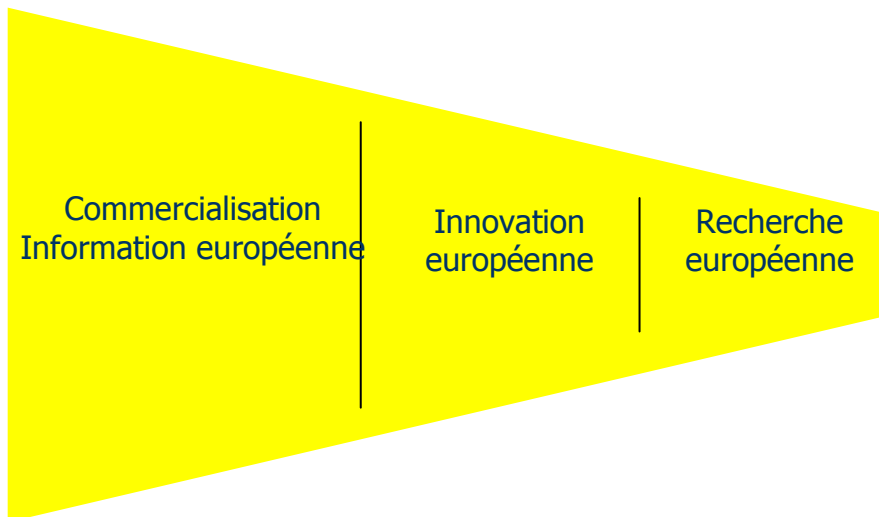 Commercialisation
Information européenne
Innovation
européenne
Recherche
européenne